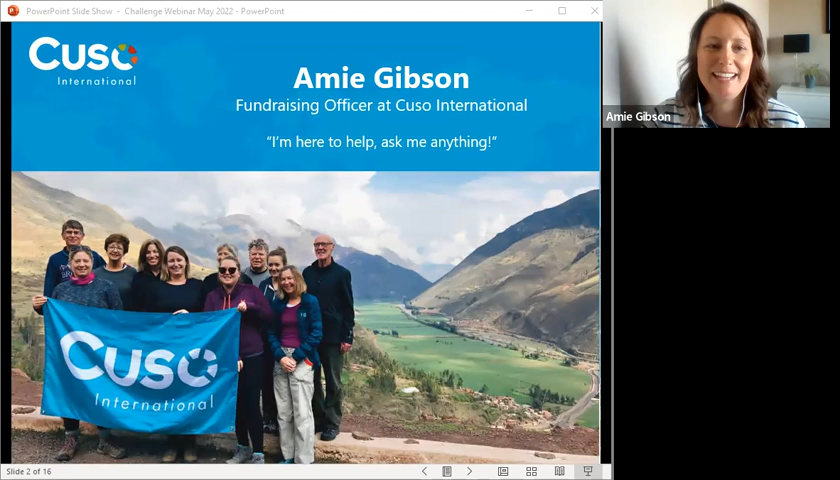 PowerPoint Slide Show - Challenge Webinar May 2022 - PowerPoint
Cuso
International
Amie Gibson
Fundraising Officer at Cuso International
“I’m here to help, ask me anything!”
Amie Gibson
Cuso
International
Slide 2 of 16